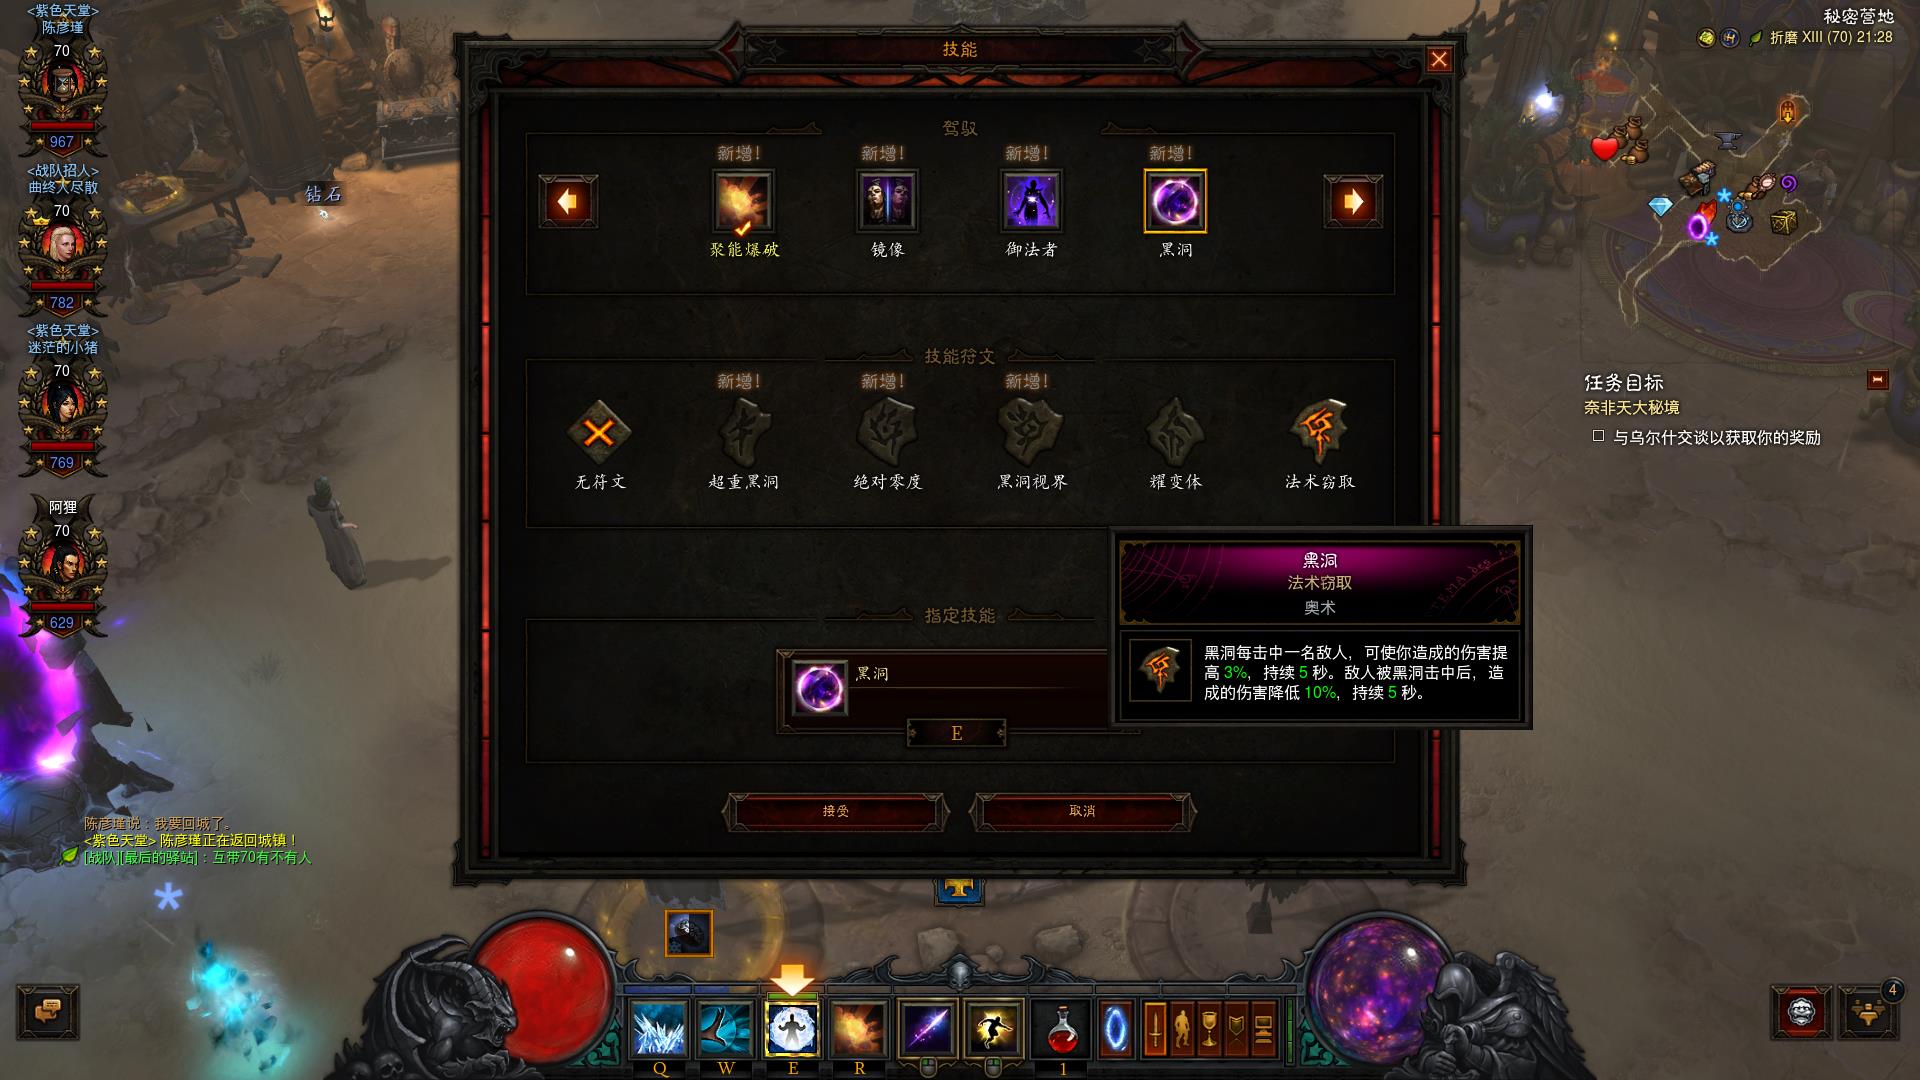 <紫色天堂>
陈彦瑾
70
967
<战队招人>
曲终人尽散
70
782
<紫色天堂>
迷茫的小猪
70
769
阿狸
70
629
钻石
技能
驾驭
新增！
新增！
新增！
新增！
聚能爆破
镜像
御法者
黑洞
技能符文
新增！
新增！
新增！
无符文
超重黑洞
绝对零度
黑洞视界
耀变体
法术窃取
指定技能
黑洞
E
接受
取消
黑洞
法术窃取
奥术
黑洞每击中一名敌人，可使你造成的伤害提
高 3%，持续 5 秒。敌人被黑洞击中后，造
成的伤害降低 10%，持续 5 秒。
秘密营地
折磨 XIII (70) 21:28
任务目标
奈非天大秘境
与乌尔什交谈以获取你的奖励
陈彦瑾说：我要回城了。
<紫色天堂> 陈彦瑾正在返回城镇！
[战队][最后的驿站]：互带70有不有人
Q
W
E
R
1
4